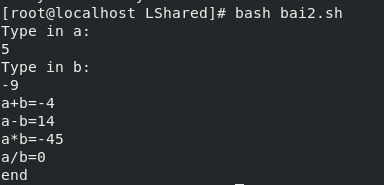 [root@localhost LShared]# bash bai2.sh
Type in a:
5
Type in b:
-9
a+b=-4
a-b=14
a*b=-45
a/b=0
end